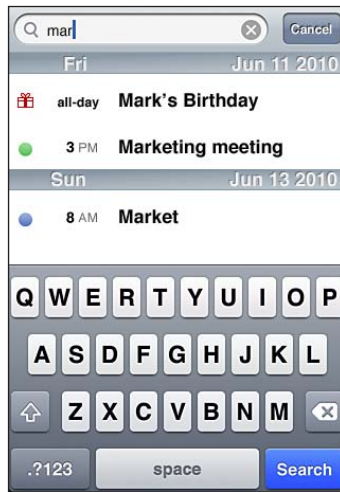 mar Cancel
Fri Jun 11 2010
all-day Mark's Birthday
3 PM Marketing meeting
Sun Jun 13 2010
8 AM Market
Q W E R T Y U I O P
A S D F G H J K L
Z X C V B N M
.?123 space Search